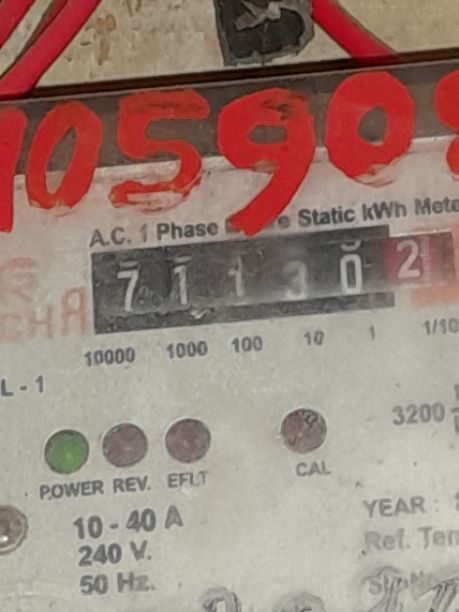 105909
A.C. 1 Phase e Static kWh Mete
7 1 1 3 0 2
CHA
10000 1000 100 10 1 1/10
L - 1
3200
POWER REV. EFLT CAL
10 - 40 A
240 V.
50 Hz.
YEAR :
Ref. Tem